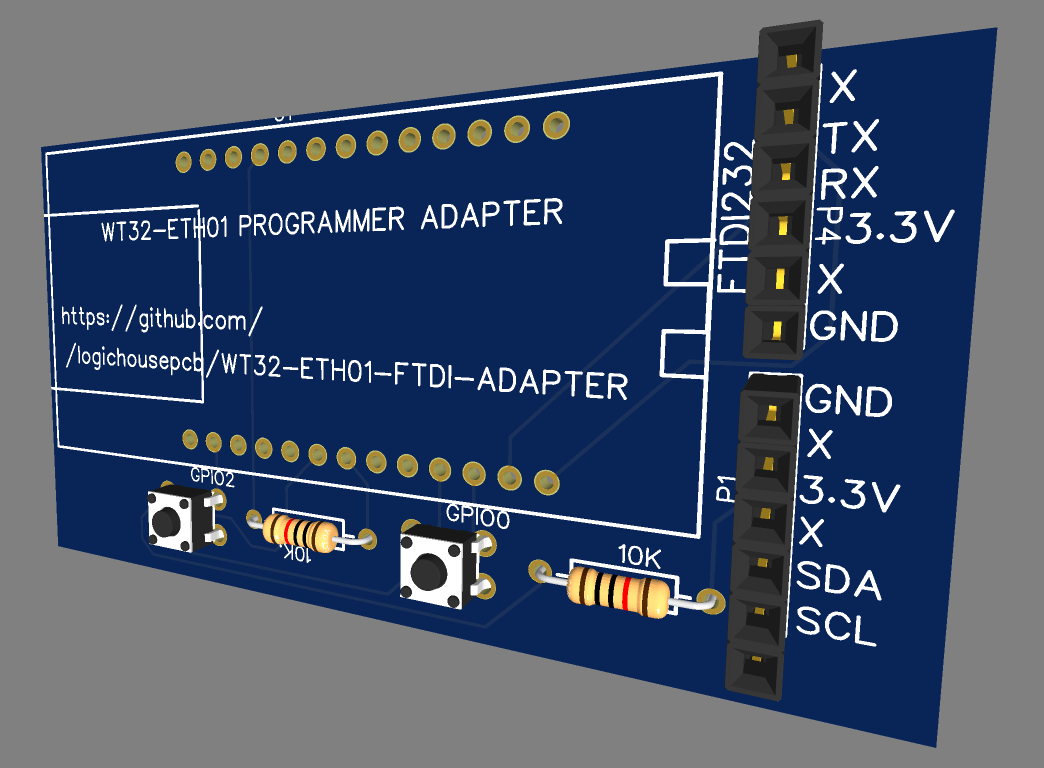 WT32-ETH01 PROGRAMMER ADAPTER
https://github.com/
/logichousepcb/WT32-ETH01-FTDI-ADAPTER
GPIO2
10K
GPIO0
10K
FTDI232
P4
X
TX
RX
3.3V
X
GND
P1
GND
X
3.3V
X
SDA
SCL